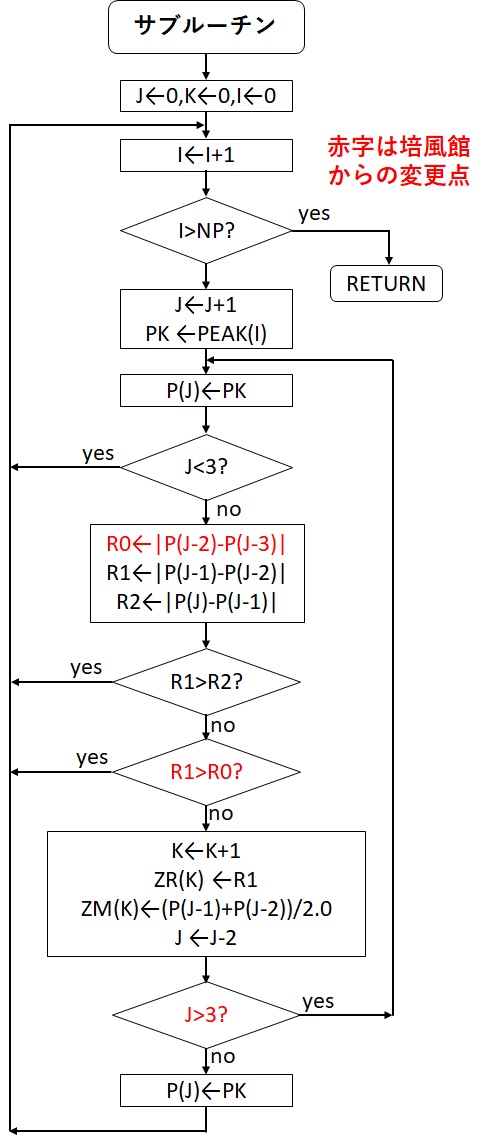 サブルーチン
J←0,K←0,I←0
I←I+1
赤字は培風館
からの変更点
I>NP?
yes
RETURN
J←J+1
PK ←PEAK(I)
P(J)←PK
J<3?
yes
no
R0←|P(J-2)-P(J-3)|
R1←|P(J-1)-P(J-2)|
R2←|P(J)-P(J-1)|
yes
R1>R2?
no
yes
R1>R0?
no
K←K+1
ZR(K) ←R1
ZM(K)←(P(J-1)+P(J-2))/2.0
J ←J-2
J>3?
yes
no
P(J)←PK